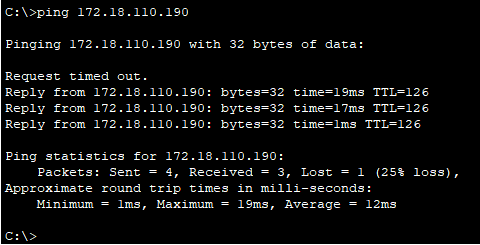 C:\>ping 172.18.110.190
Pinging 172.18.110.190 with 32 bytes of data:
Request timed out.
Reply from 172.18.110.190: bytes=32 time=19ms TTL=126
Reply from 172.18.110.190: bytes=32 time=17ms TTL=126
Reply from 172.18.110.190: bytes=32 time=1ms TTL=126
Ping statistics for 172.18.110.190:
Packets: Sent = 4, Received = 3, Lost = 1 (25% loss),
Approximate round trip times in milli-seconds:
Minimum = 1ms, Maximum = 19ms, Average = 12ms
C:\>